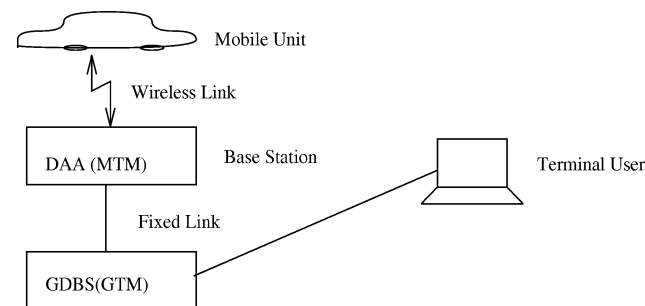 Mobile Unit
Wireless Link
DAA (MTM)
Base Station
Terminal User
Fixed Link
GDBS(GTM)